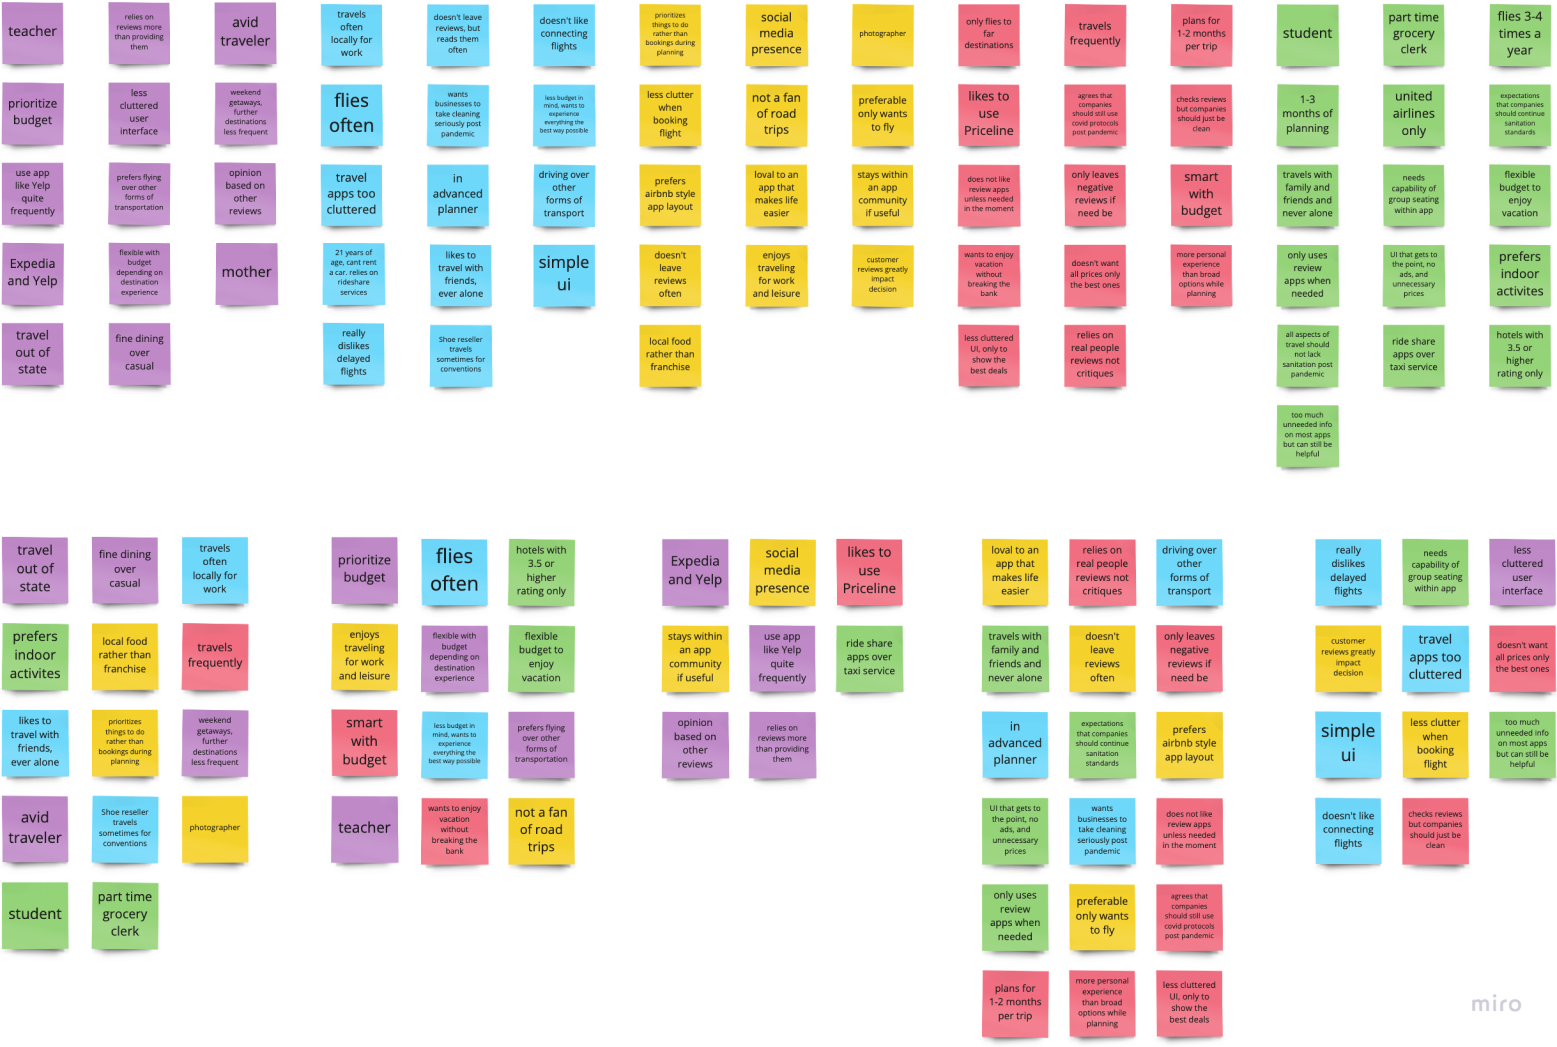 teacher
relies on
reviews more
than providing
them
avid
traveler
prioritize
budget
less
cluttered
user
interface
weekend
getaways,
further
destinations
less frequent
use app
like Yelp
quite
frequently
prefers flying
over other
forms of
transportation
opinion
based on
other
reviews
Expedia
and Yelp
flexible with
budget
depending on
destination
experience
mother
travel
out of
state
fine dining
over
casual
travels
often
locally for
work
doesn't leave
reviews, but
reads them
often
doesn't like
connecting
flights
flies
often
wants
businesses to
take cleaning
seriously post
pandemic
less budget in
mind, wants to
experience
everything the
best way possible
travel
apps too
cluttered
in
advanced
planner
driving over
other
forms of
transport
21 years of
age, cant rent
a car. relies on
rideshare
services
likes to
travel with
friends,
ever alone
simple
ui
really
dislikes
delayed
flights
Shoe reseller
travels
sometimes for
conventions
prioritizes
things to do
rather than
bookings during
planning
social
media
presence
photographer
less clutter
when
booking
flight
not a fan
of road
trips
preferable
only wants
to fly
prefers
airbnb style
app layout
loval to an
app that
makes life
easier
stays within
an app
community
if useful
doesn't
leave
reviews
often
enjoys
traveling
for work
and leisure
customer
reviews greatly
impact
decision
local food
rather than
franchise
only flies to
far
destinations
travels
frequently
plans for
1-2 months
per trip
likes to
use
Priceline
agrees that
companies
should still use
covid protocols
post pandemic
checks reviews
but companies
should just be
clean
does not like
review apps
unless needed
in the moment
only leaves
negative
reviews if
need be
smart
with
budget
wants to enjoy
vacation
without
breaking the
bank
doesn't want
all prices only
the best ones
more personal
experience
than broad
options while
planning
less cluttered
UI, only to
show the
best deals
relies on
real people
reviews not
critiques
student
part time
grocery
clerk
flies 3-4
times a
year
1-3
months of
planning
united
airlines
only
expectations
that companies
should continue
sanitation
standards
travels with
family and
friends and
never alone
needs
capability of
group seating
within app
flexible
budget to
enjoy
vacation
only uses
review
apps when
needed
UI that gets to
the point, no
ads, and
unnecessary
prices
prefers
indoor
activites
all aspects of
travel should
not lack
sanitation post
pandemic
ride share
apps over
taxi service
hotels with
3.5 or
higher
rating only
too much
unneeded info
on most apps
but can still be
helpful
travel
out of
state
fine dining
over
casual
travels
often
locally for
work
prefers
indoor
activites
local food
rather than
franchise
travels
frequently
likes to
travel with
friends,
ever alone
prioritizes
things to do
rather than
bookings during
planning
weekend
getaways,
further
destinations
less frequent
avid
traveler
Shoe reseller
travels
sometimes for
conventions
photographer
student
part time
grocery
clerk
prioritize
budget
flies
often
hotels with
3.5 or
higher
rating only
enjoys
traveling
for work
and leisure
flexible with
budget
depending on
destination
experience
flexible
budget to
enjoy
vacation
smart
with
budget
less budget in
mind, wants to
experience
everything the
best way possible
prefers flying
over other
forms of
transportation
teacher
wants to enjoy
vacation
without
breaking the
bank
not a fan
of road
trips
Expedia
and Yelp
social
media
presence
likes to
use
Priceline
stays within
an app
community
if useful
use app
like Yelp
quite
frequently
ride share
apps over
taxi service
opinion
based on
other
reviews
relies on
reviews more
than providing
them
loval to an
app that
makes life
easier
relies on
real people
reviews not
critiques
driving over
other
forms of
transport
travels with
family and
friends and
never alone
doesn't
leave
reviews
often
only leaves
negative
reviews if
need be
in
advanced
planner
expectations
that companies
should continue
sanitation
standards
prefers
airbnb style
app layout
UI that gets to
the point, no
ads, and
unnecessary
prices
wants
businesses to
take cleaning
seriously post
pandemic
does not like
review apps
unless needed
in the moment
only uses
review
apps when
needed
preferable
only wants
to fly
agrees that
companies
should still use
covid protocols
post pandemic
plans for
1-2 months
per trip
more personal
experience
than broad
options while
planning
less cluttered
UI, only to
show the
best deals
really
dislikes
delayed
flights
needs
capability of
group seating
within app
less
cluttered
user
interface
customer
reviews greatly
impact
decision
travel
apps too
cluttered
doesn't want
all prices only
the best ones
simple
ui
less clutter
when
booking
flight
too much
unneeded info
on most apps
but can still be
helpful
doesn't like
connecting
flights
checks reviews
but companies
should just be
clean
miro